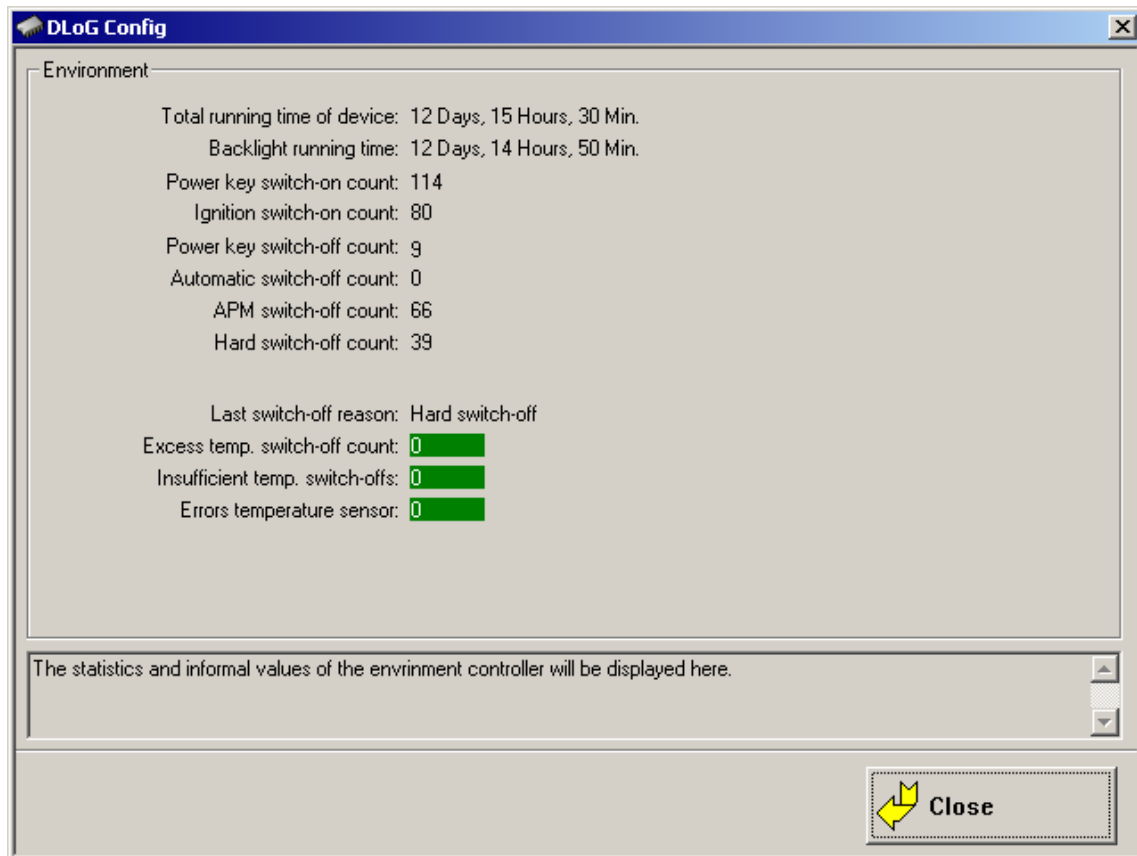 DLoG Config
Environment
Total running time of device: 12 Days, 15 Hours, 30 Min.
Backlight running time: 12 Days, 14 Hours, 50 Min.
Power key switch-on count: 114
Ignition switch-on count: 80
Power key switch-off count: 9
Automatic switch-off count: 0
APM switch-off count: 66
Hard switch-off count: 39
Last switch-off reason: Hard switch-off
Excess temp. switch-off count: 0
Insufficient temp. switch-offs: 0
Errors temperature sensor: 0
The statistics and informal values of the envrinment controller will be displayed here.
Close